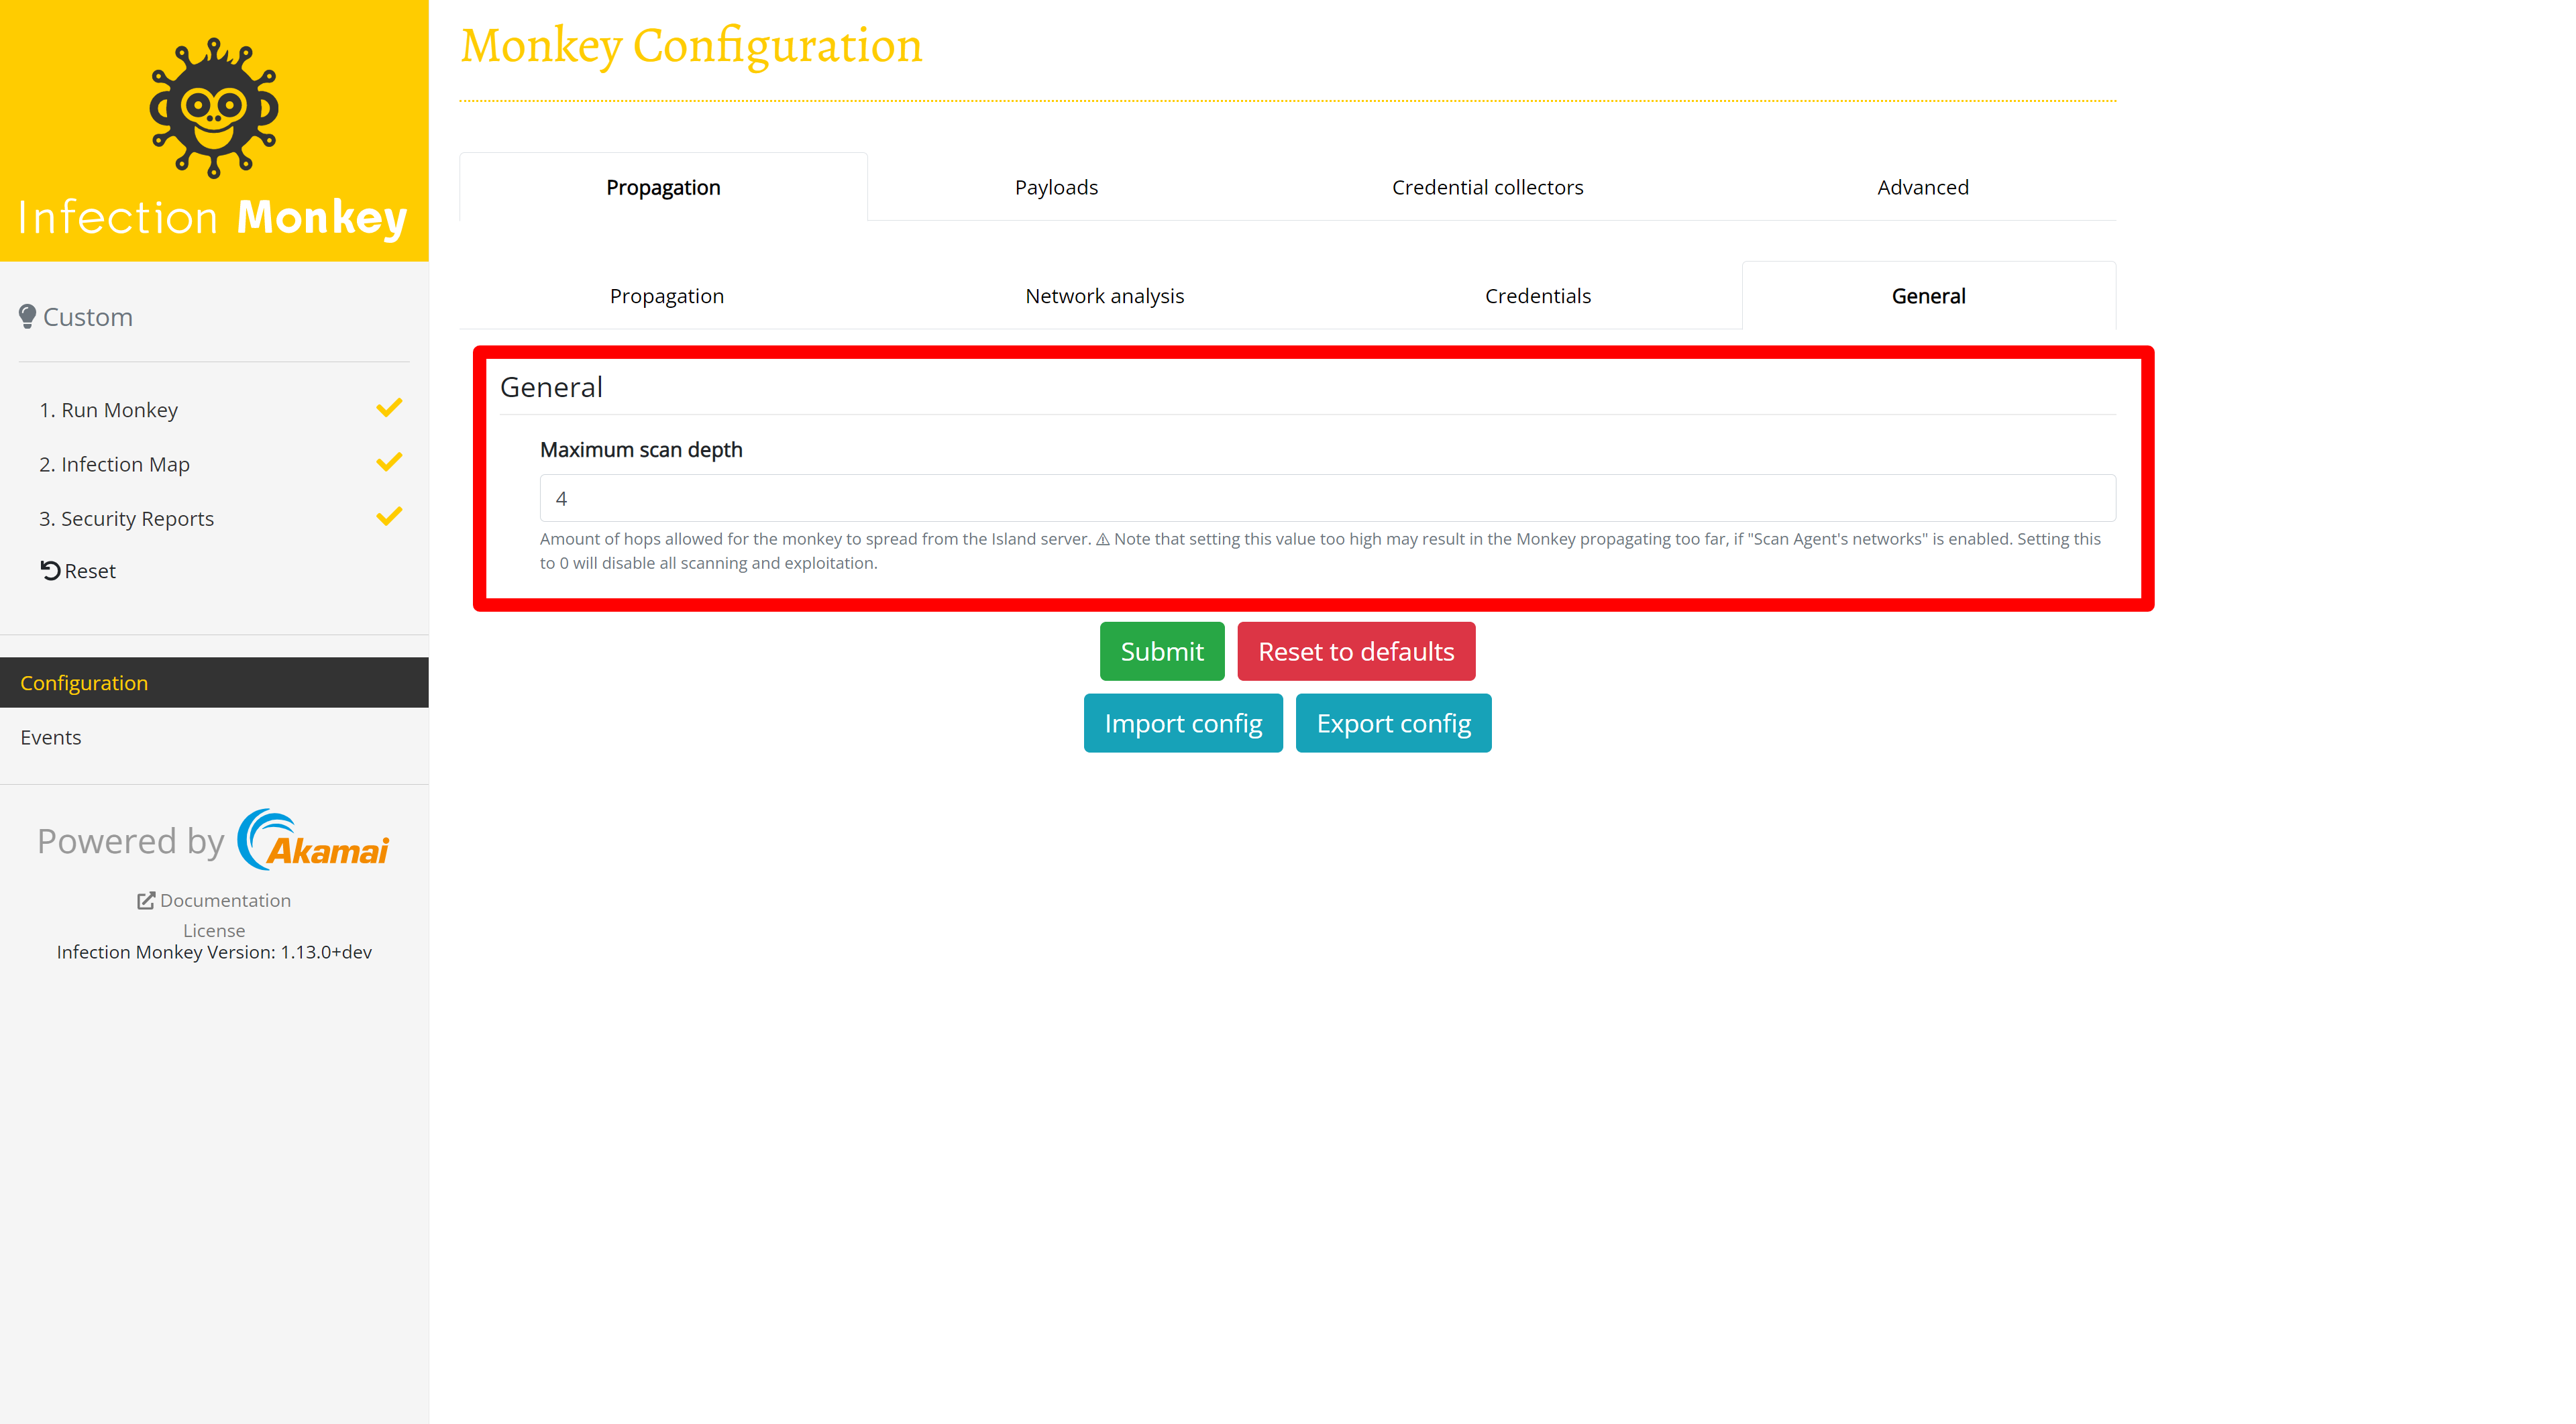 Infection Monkey
Custom
1. Run Monkey
2. Infection Map
3. Security Reports
Reset
Configuration
Events
Powered by Akamai
Documentation
License
Infection Monkey Version: 1.13.0+dev
Monkey Configuration
Propagation
Payloads
Credential collectors
Advanced
Propagation
Network analysis
Credentials
General
General
Maximum scan depth
4
Amount of hops allowed for the monkey to spread from the Island server. ⚠ Note that setting this value too high may result in the Monkey propagating too far, if "Scan Agent's networks" is enabled. Setting this
to 0 will disable all scanning and exploitation.
Submit
Reset to defaults
Import config
Export config